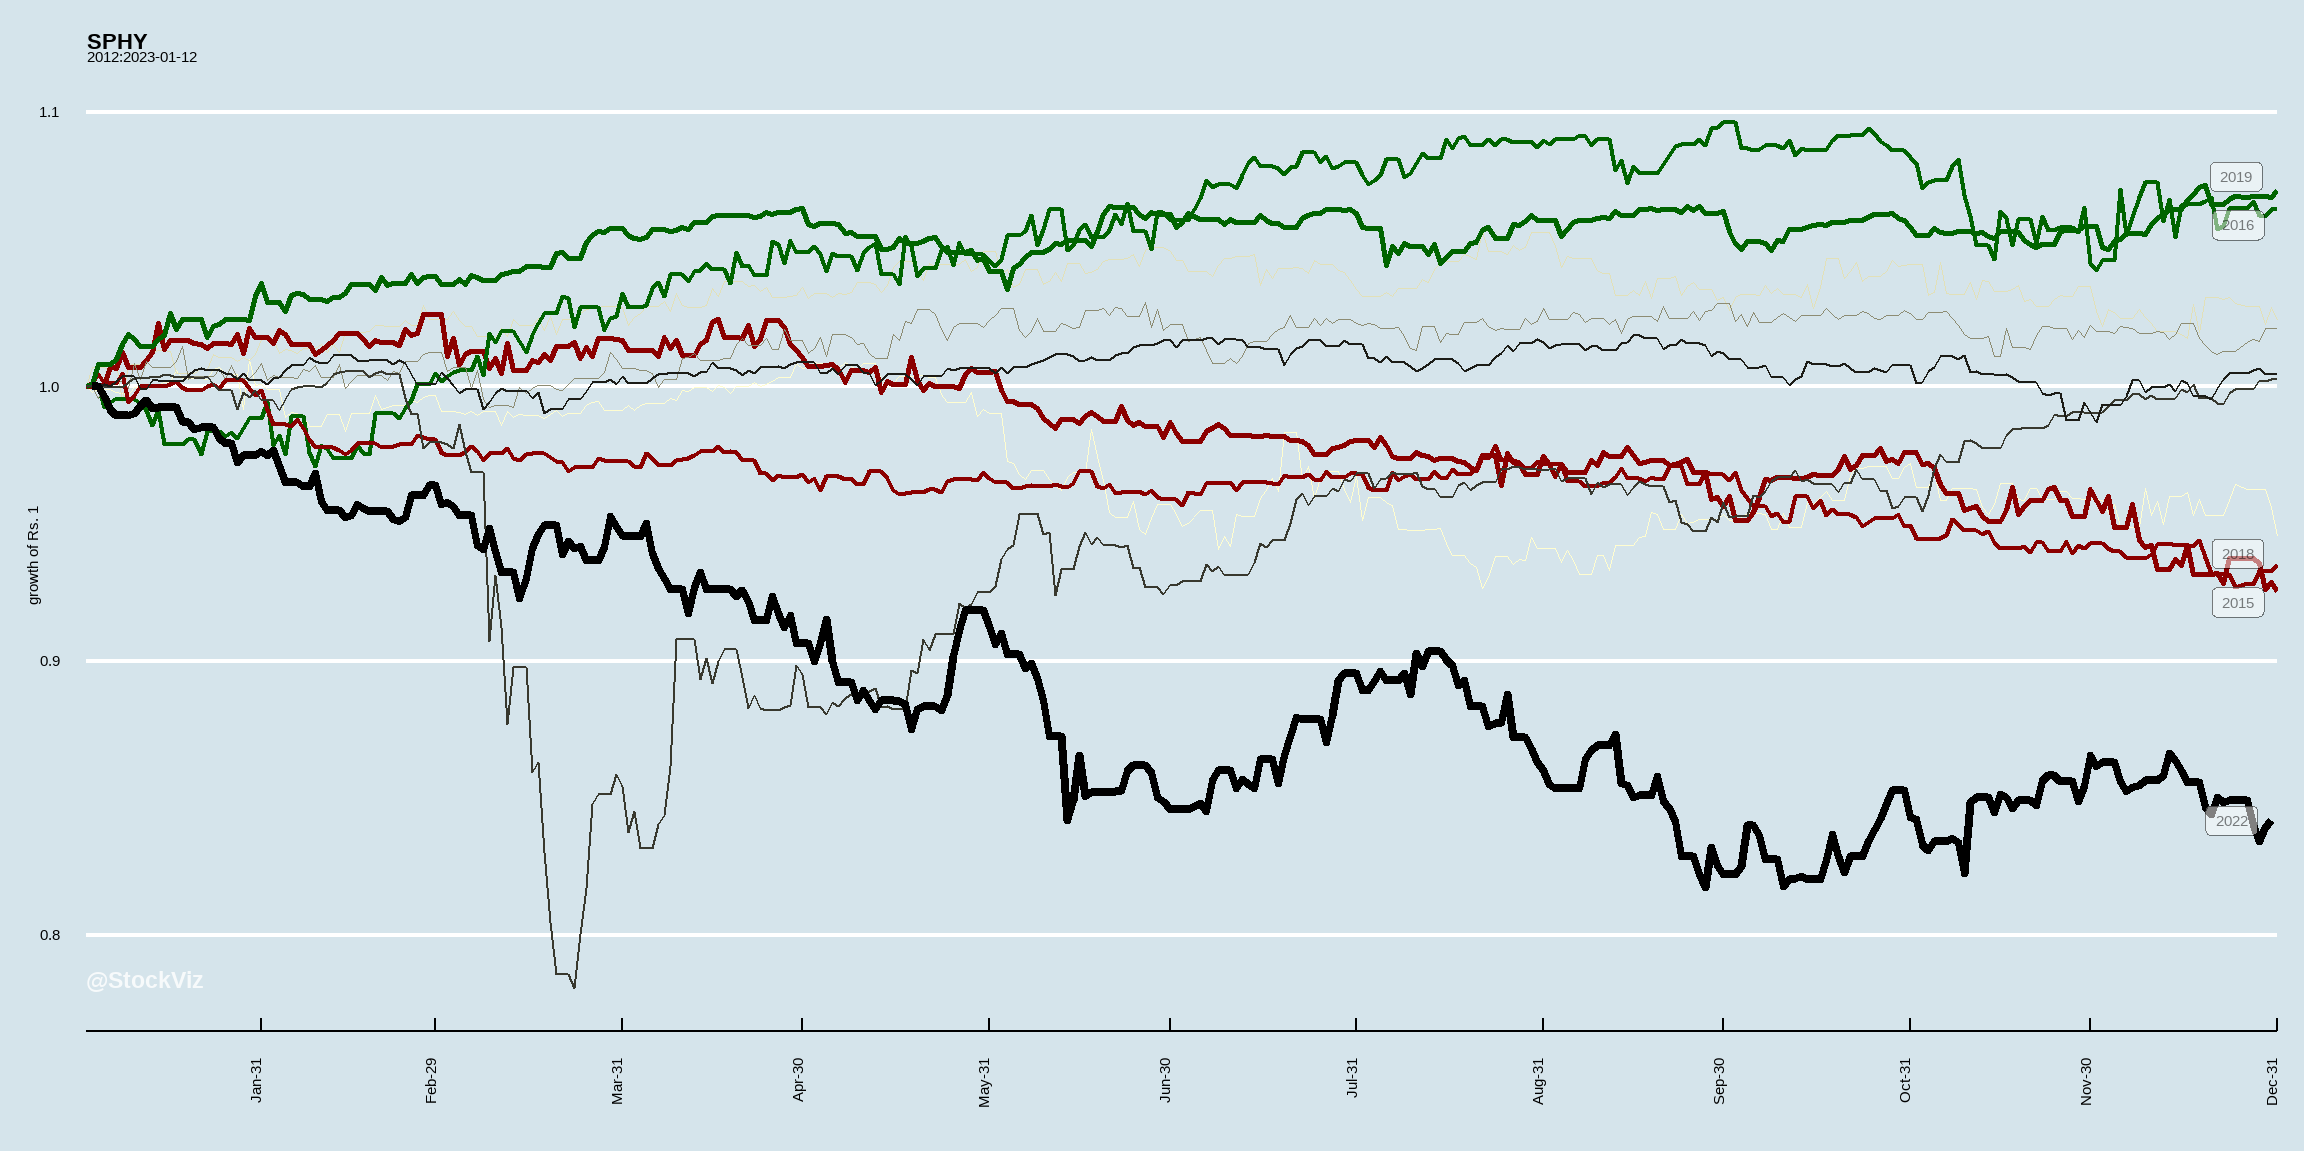 SPHY
2012:2023-01-12
1.1
1.0
0.9
0.8
growth of Rs. 1
2019
2016
2018
2015
2022
@StockViz
Jan-31
Feb-29
Mar-31
Apr-30
May-31
Jun-30
Jul-31
Aug-31
Sep-30
Oct-31
Nov-30
Dec-31